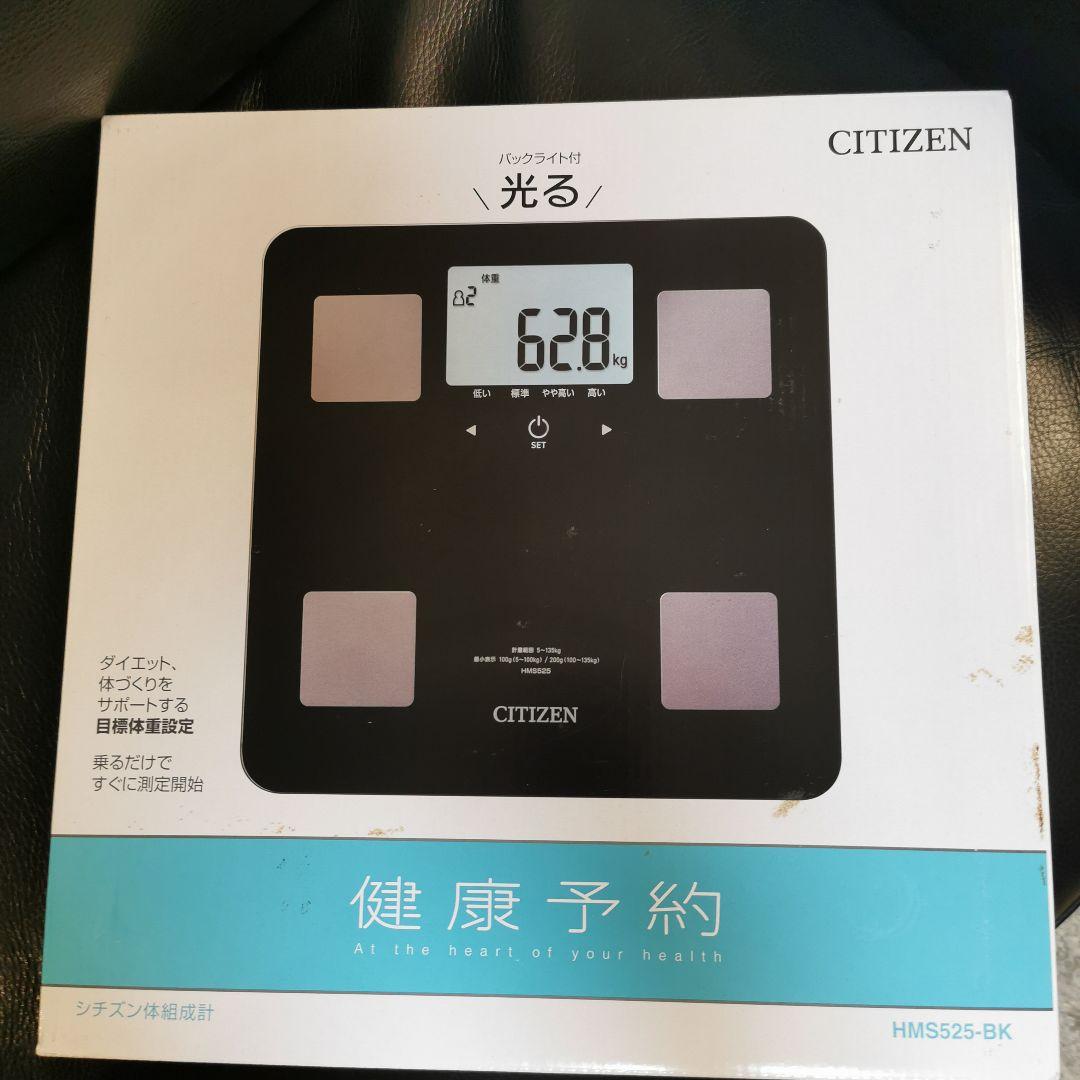 CITIZEN
バックライト付
\ 光る /
体重
2
62.8kg
低い 標準 やや高い 高い
◀ ▶
SET
計量範囲 5~135kg
最小表示 100g(5~100kg) / 200g(100~135kg)
HMS525
CITIZEN
ダイエット、
体づくりを
サポートする
目標体重設定
乗るだけで
すぐに測定開始
健康予約
At the heart of your health
シチズン体組成計
HMS525-BK